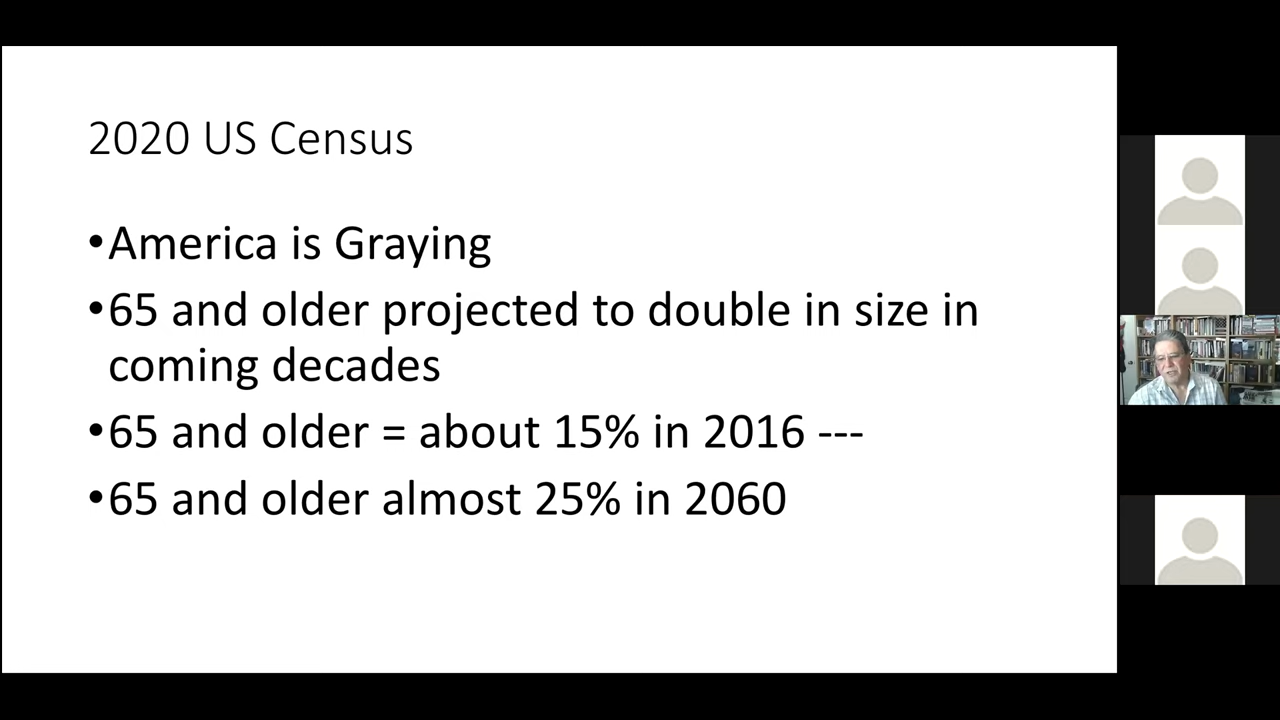 2020 US Census
•America is Graying
•65 and older projected to double in size in
coming decades
•65 and older = about 15% in 2016 ---
•65 and older almost 25% in 2060